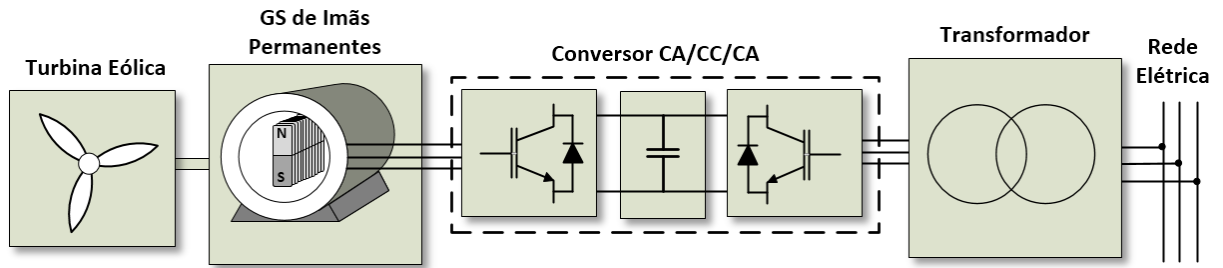 Turbina Eólica
GS de Imãs
Permanentes
Conversor CA/CC/CA
Transformador
Rede
Elétrica
N
S